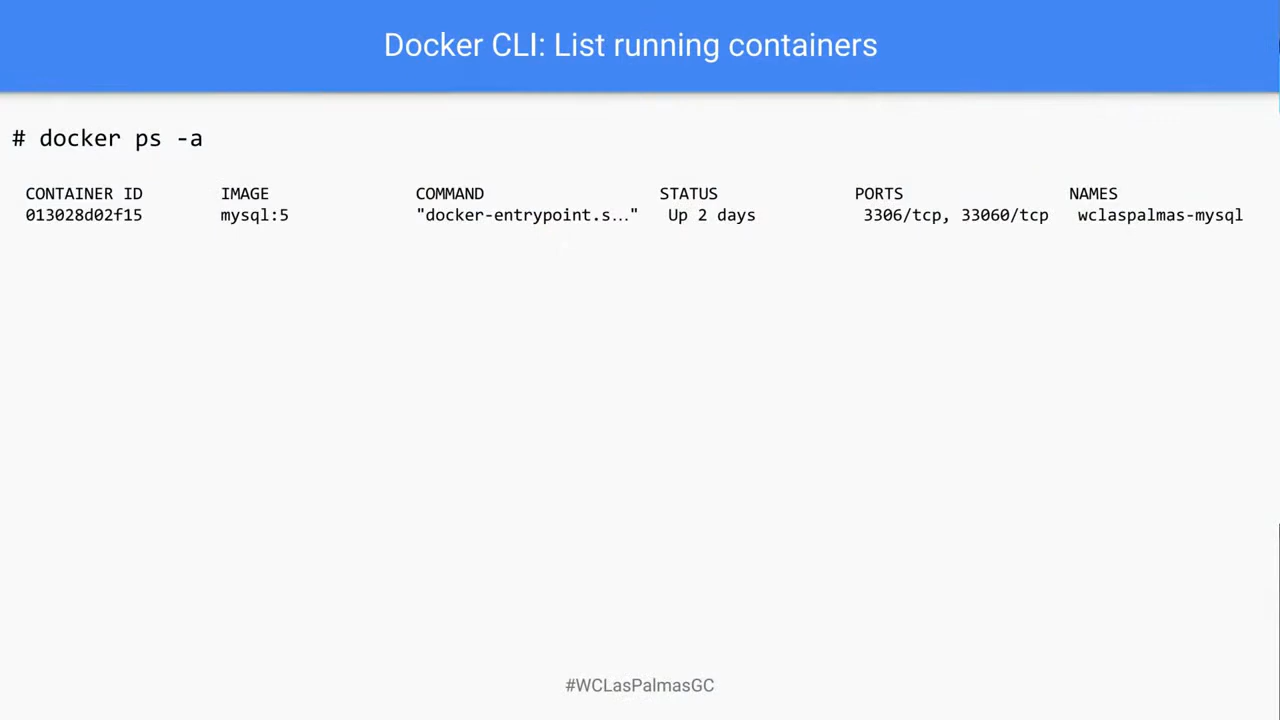 Docker CLI: List running containers
# docker ps -a
CONTAINER ID IMAGE COMMAND STATUS PORTS NAMES
013028d02f15 mysql:5 "docker-entrypoint.s…" Up 2 days 3306/tcp, 33060/tcp wclaspalmas-mysql
#WCLasPalmasGC